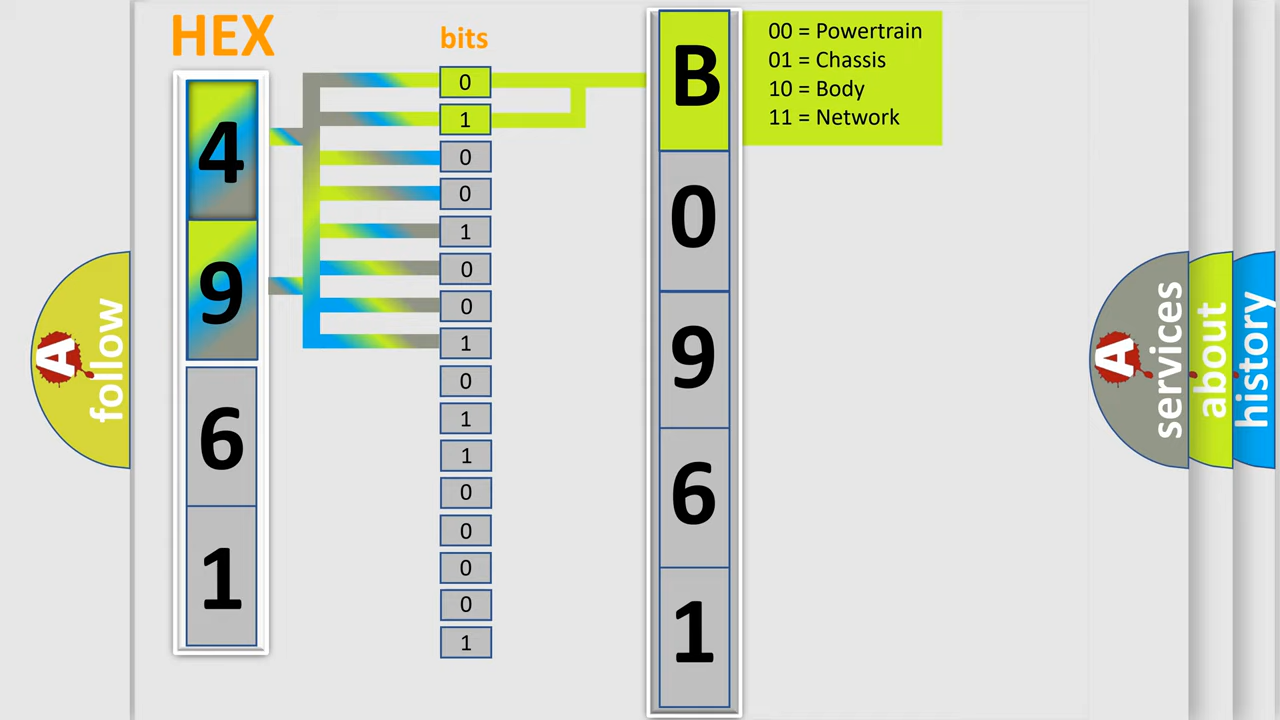 HEX
4
9
6
1
bits
0
1
0
0
1
0
0
1
0
1
1
0
0
0
0
1
B
0
9
6
1
00 = Powertrain
01 = Chassis
10 = Body
11 = Network
A
follow
A
services
about
history